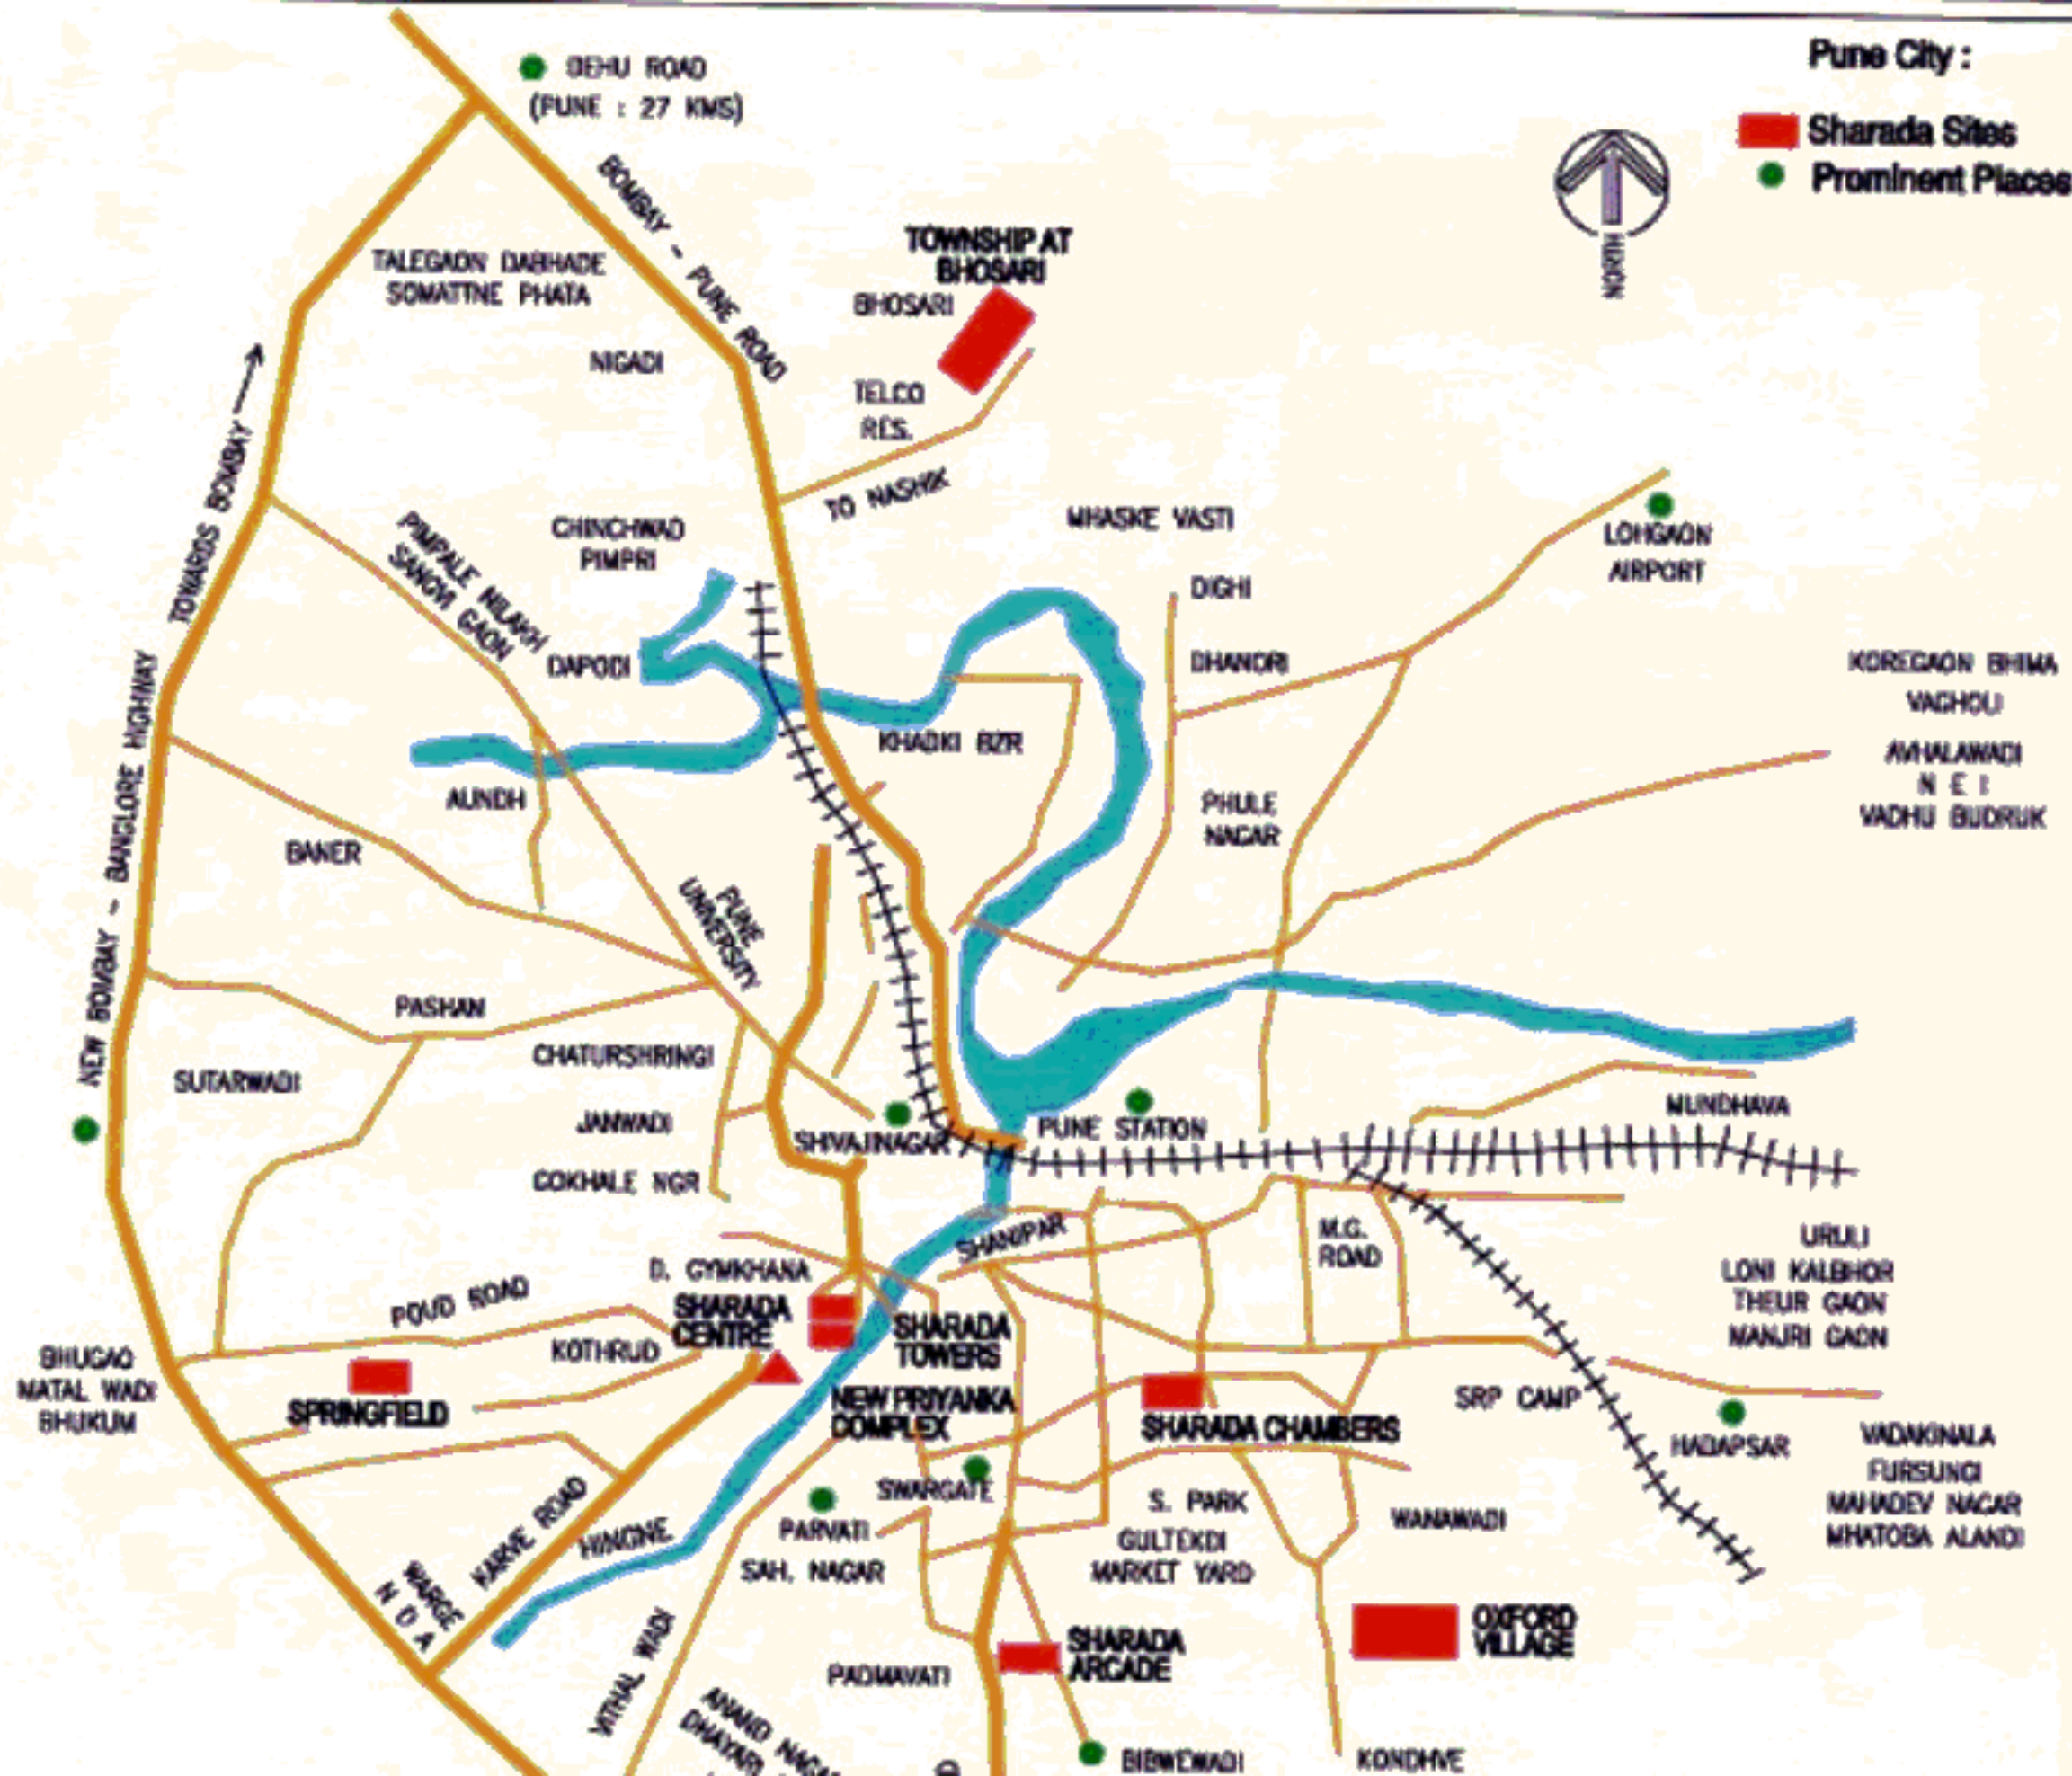 Pune City :
Sharada Sites
Prominent Places
NORTH
DEHU ROAD
(PUNE : 27 KMS)
BOMBAY - PUNE ROAD
TALEGAON DABHADE
SOMATTNE PHATA
TOWNSHIP AT
BHOSARI
BHOSARI
NIGADI
TELCO
RES.
TO NASHIK
TOWARDS BOMBAY
CHINCHWAD
PIMPRI
PIMPALE NILAKH
SANGVI GAON
MHASKE VASTI
LOHGAON
AIRPORT
DIGHI
DAPODI
DHANORI
KOREGAON BHIMA
VAGHOLI
AVHALAWADI
N E I
VADHU BUDRUK
NEW BOMBAY - BANGLORE HIGHWAY
KHADKI BZR
AUNDH
PHULE
NAGAR
BANER
PUNE
UNIVERSITY
PASHAN
CHATURSHRINGI
SUTARWADI
JANWADI
SHIVAJINAGAR
PUNE STATION
MUNDHAVA
GOKHALE NGR
SHANIPAR
M.G.
ROAD
URULI
LONI KALBHOR
THEUR GAON
MANJRI GAON
D. GYMKHANA
POUD ROAD
SHARADA
CENTRE
SHARADA
TOWERS
KOTHRUD
BHUGAO
MATAL WADI
BHUKUM
SPRINGFIELD
NEW PRIYANKA
COMPLEX
SHARADA CHAMBERS
SRP CAMP
HADAPSAR
VADAKINALA
FURSUNGI
MAHADEV NAGAR
MHATOBA ALANDI
SWARGATE
S. PARK
WANAWADI
PARVATI
GULTEKDI
MARKET YARD
SAH. NAGAR
HINGNE
KARVE ROAD
WARGE
N D A
OXFORD
VILLAGE
SHARADA
ARCADE
VITHAL WADI
PADMAVATI
ANAND NAGAR
DHAYARI
BIBWEWADI
KONDHVE